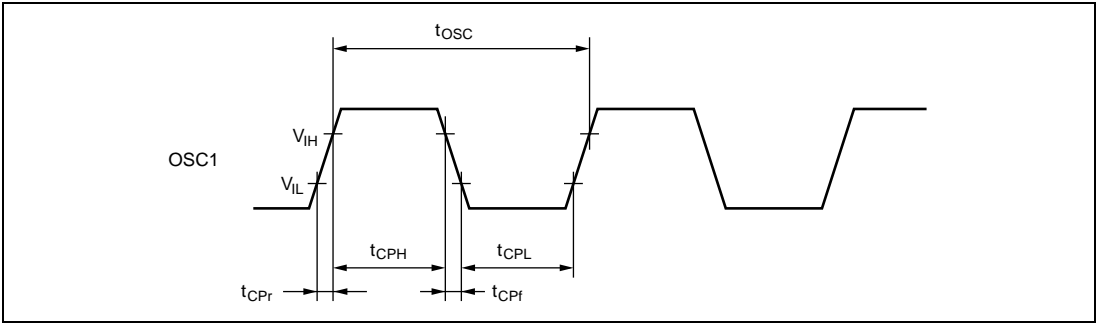 tOSC
VIH
OSC1
VIL
tCPH
tCPL
tCPr
tCPf